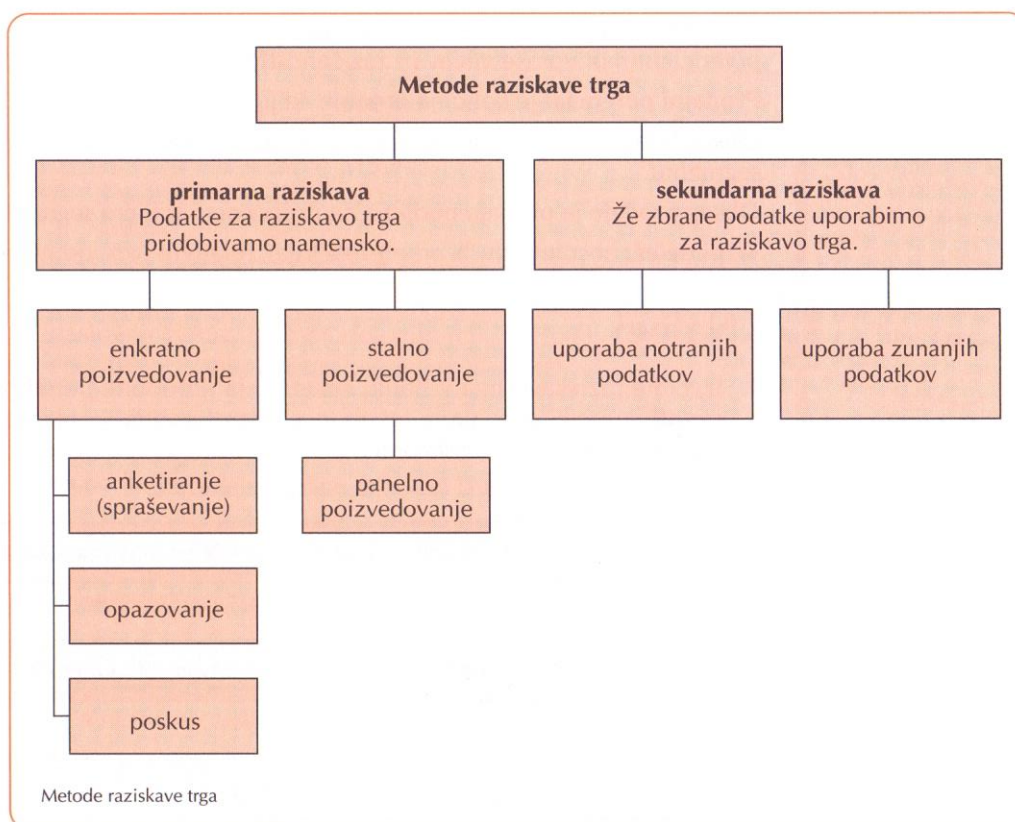 Metode raziskave trga
primarna raziskava
Podatke za raziskavo trga
pridobivamo namensko.
sekundarna raziskava
Že zbrane podatke uporabimo
za raziskavo trga.
enkratno
poizvedovanje
stalno
poizvedovanje
uporaba notranjih
podatkov
uporaba zunanjih
podatkov
anketiranje
(spraševanje)
panelno
poizvedovanje
opazovanje
poskus
Metode raziskave trga